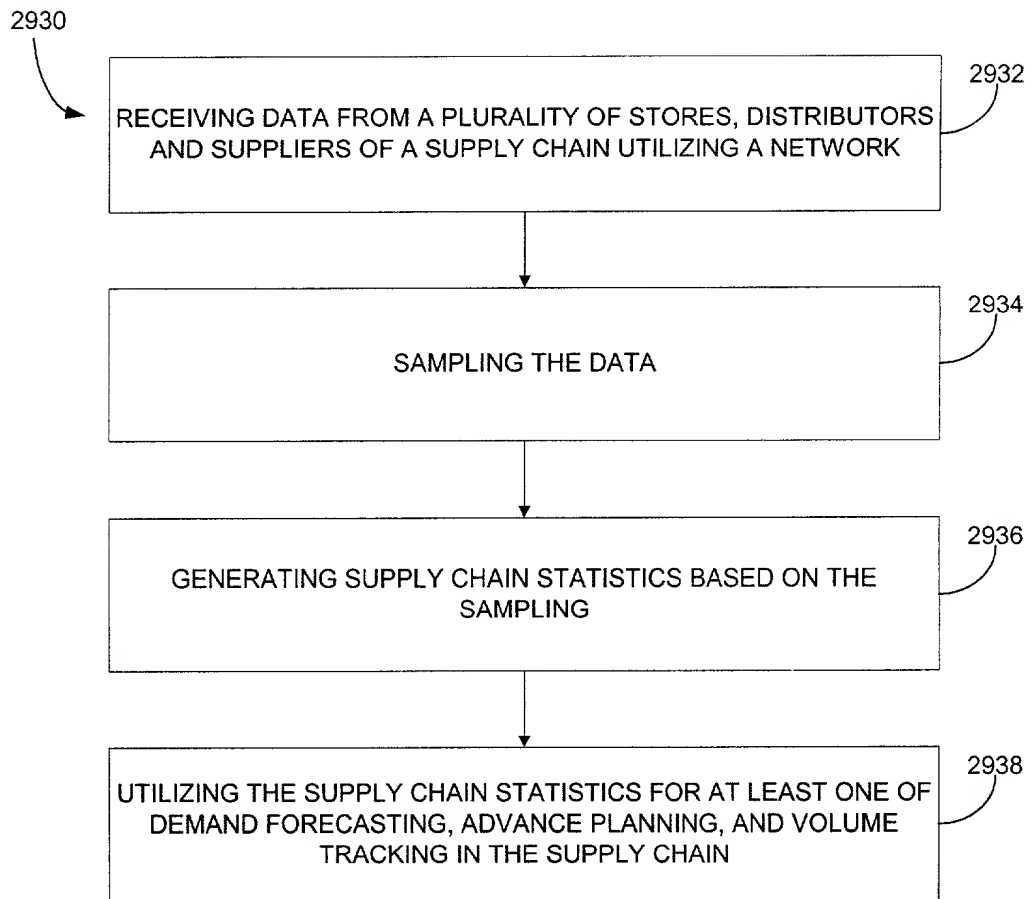 2930
2932
RECEIVING DATA FROM A PLURALITY OF STORES, DISTRIBUTORS
AND SUPPLIERS OF A SUPPLY CHAIN UTILIZING A NETWORK
2934
SAMPLING THE DATA
2936
GENERATING SUPPLY CHAIN STATISTICS BASED ON THE
SAMPLING
2938
UTILIZING THE SUPPLY CHAIN STATISTICS FOR AT LEAST ONE OF
DEMAND FORECASTING, ADVANCE PLANNING, AND VOLUME
TRACKING IN THE SUPPLY CHAIN